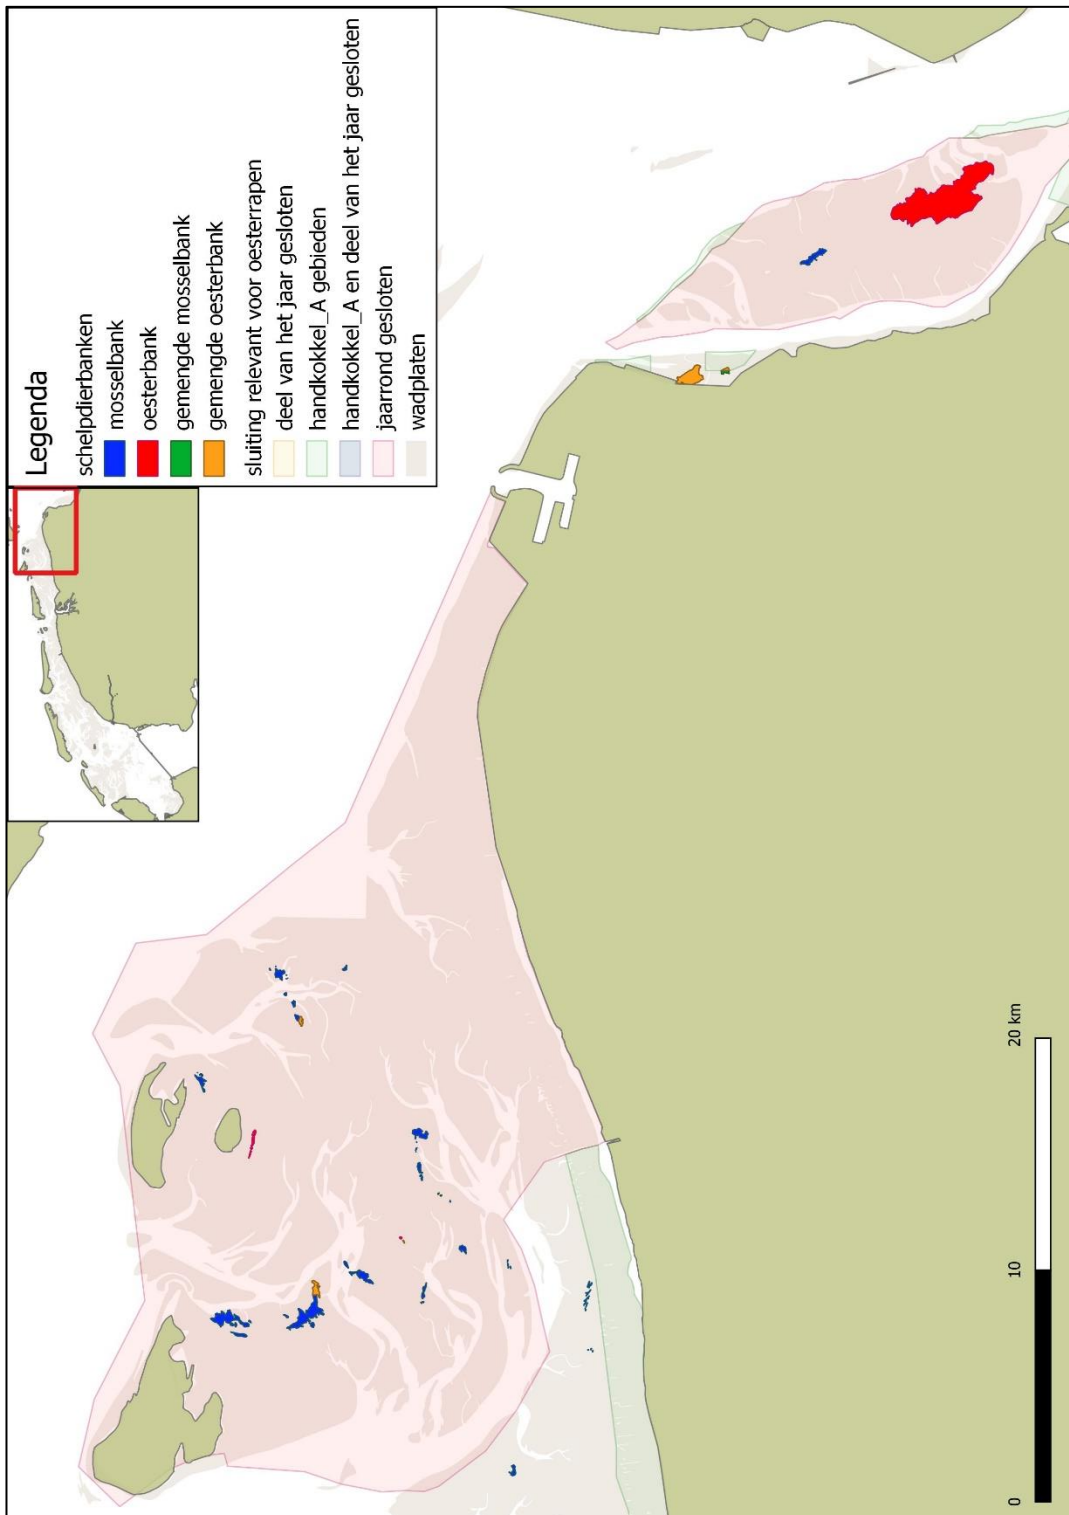 Legenda
schelpdierbanken
mosselbank
oesterbank
gemengde mosselbank
gemengde oesterbank
sluiting relevant voor oesterrapen
deel van het jaar gesloten
handkokkel_A gebieden
handkokkel_A en deel van het jaar gesloten
jaarrond gesloten
wadplaten
0 10 20 km